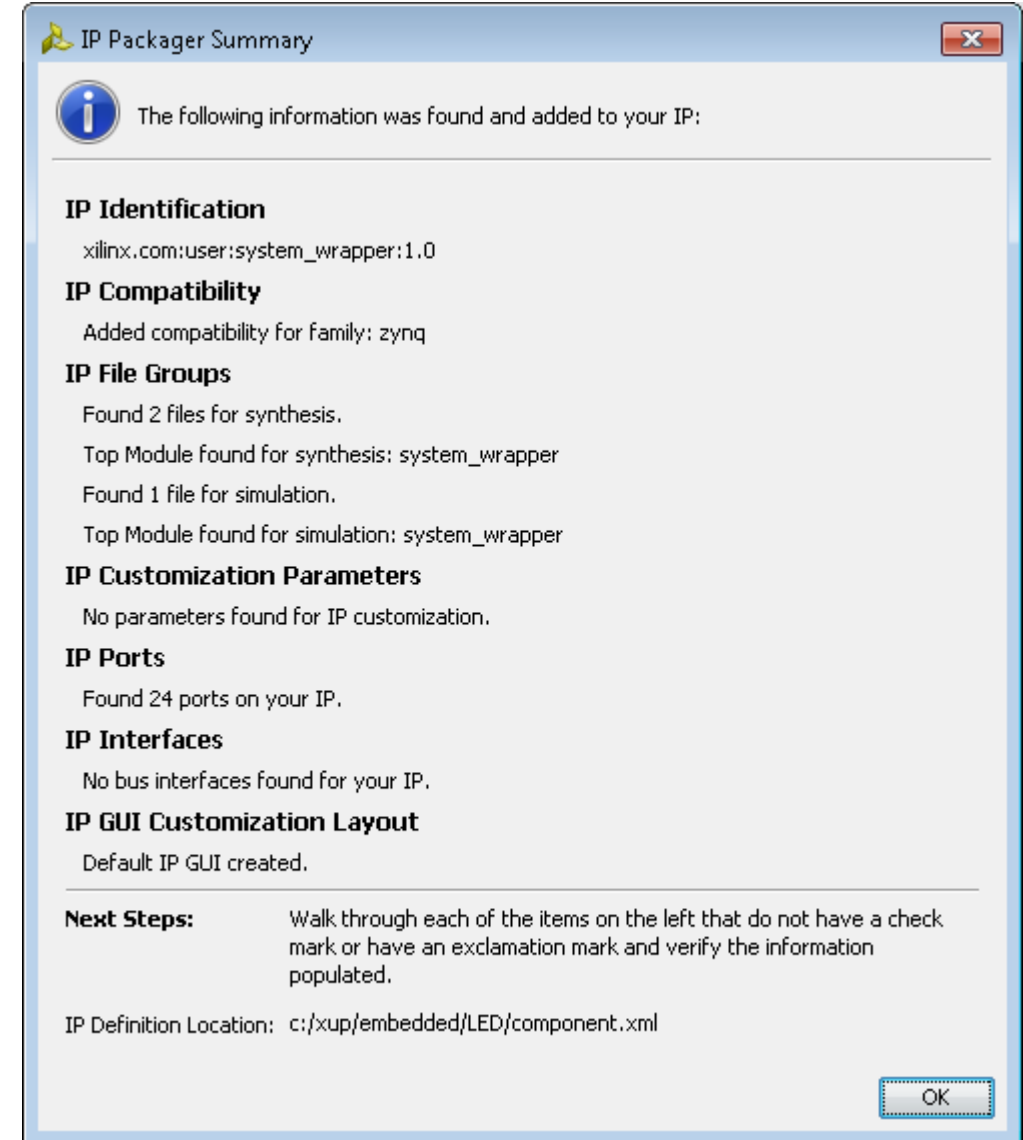 IP Packager Summary
The following information was found and added to your IP:
IP Identification
xilinx.com:user:system_wrapper:1.0
IP Compatibility
Added compatibility for family: zynq
IP File Groups
Found 2 files for synthesis.
Top Module found for synthesis: system_wrapper
Found 1 file for simulation.
Top Module found for simulation: system_wrapper
IP Customization Parameters
No parameters found for IP customization.
IP Ports
Found 24 ports on your IP.
IP Interfaces
No bus interfaces found for your IP.
IP GUI Customization Layout
Default IP GUI created.
Next Steps: Walk through each of the items on the left that do not have a check
mark or have an exclamation mark and verify the information
populated.
IP Definition Location: c:/xup/embedded/LED/component.xml
OK